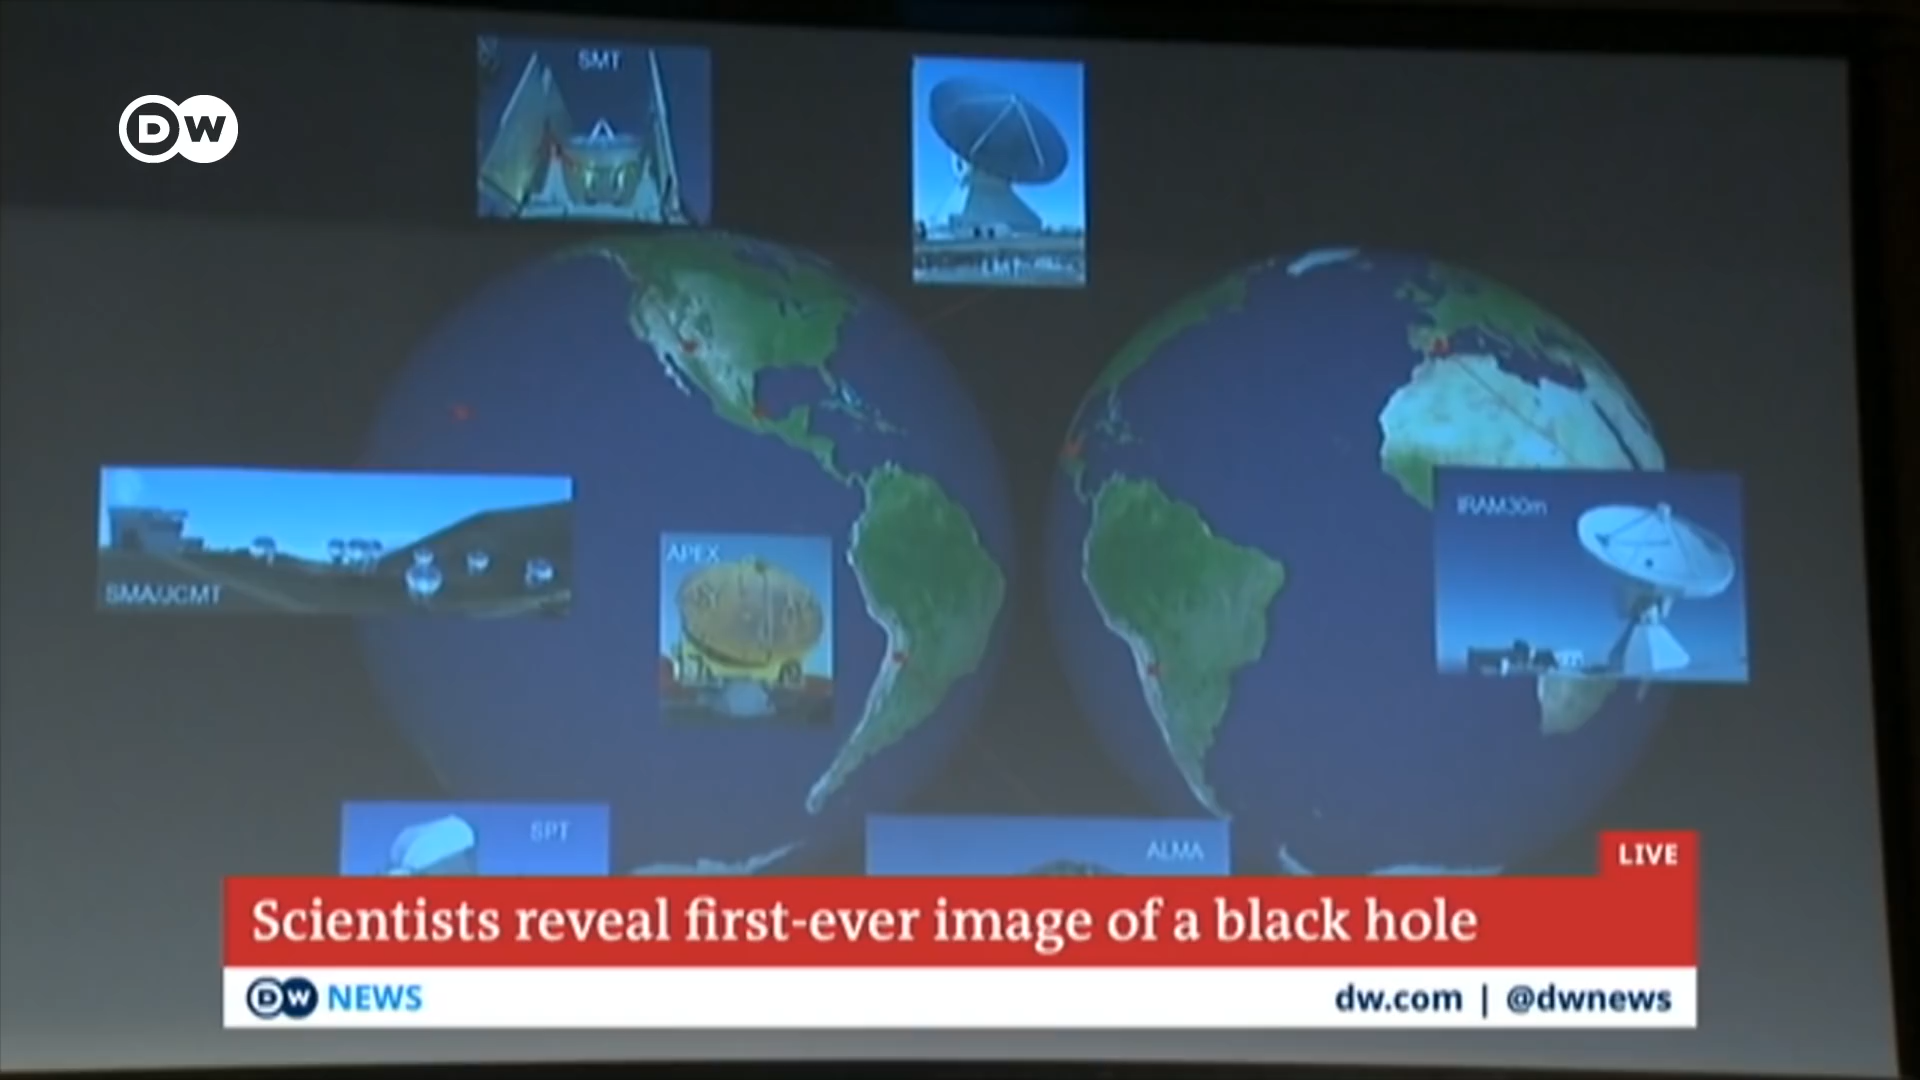 DW
SMT
LMT
SMA/JCMT
APEX
IRAM30m
SPT
ALMA
LIVE
Scientists reveal first-ever image of a black hole
DW NEWS
dw.com | @dwnews